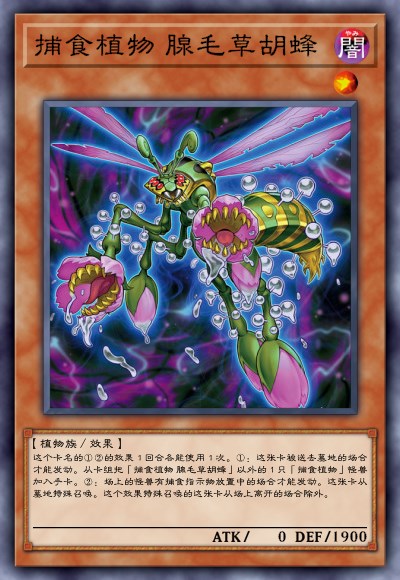 捕食植物 腺毛草胡蜂
やみ
闇
【植物族/效果】
这个卡名的①②的效果1回合各能使用1次。①：这张卡被送去墓地的场合
才能发动。从卡组把「捕食植物 腺毛草胡蜂」以外的1只「捕食植物」怪兽
加入手卡。②：场上的怪兽有捕食指示物放置中的场合才能发动。这张卡从
墓地特殊召唤。这个效果特殊召唤的这张卡从场上离开的场合除外。
ATK/ 0 DEF/1900